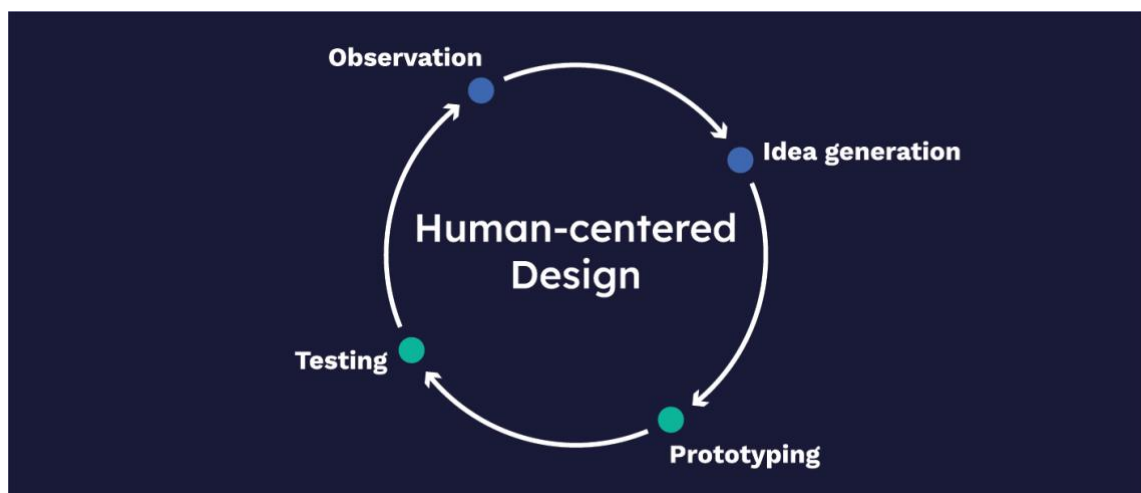 Observation
Idea generation
Human-centered
Design
Testing
Prototyping